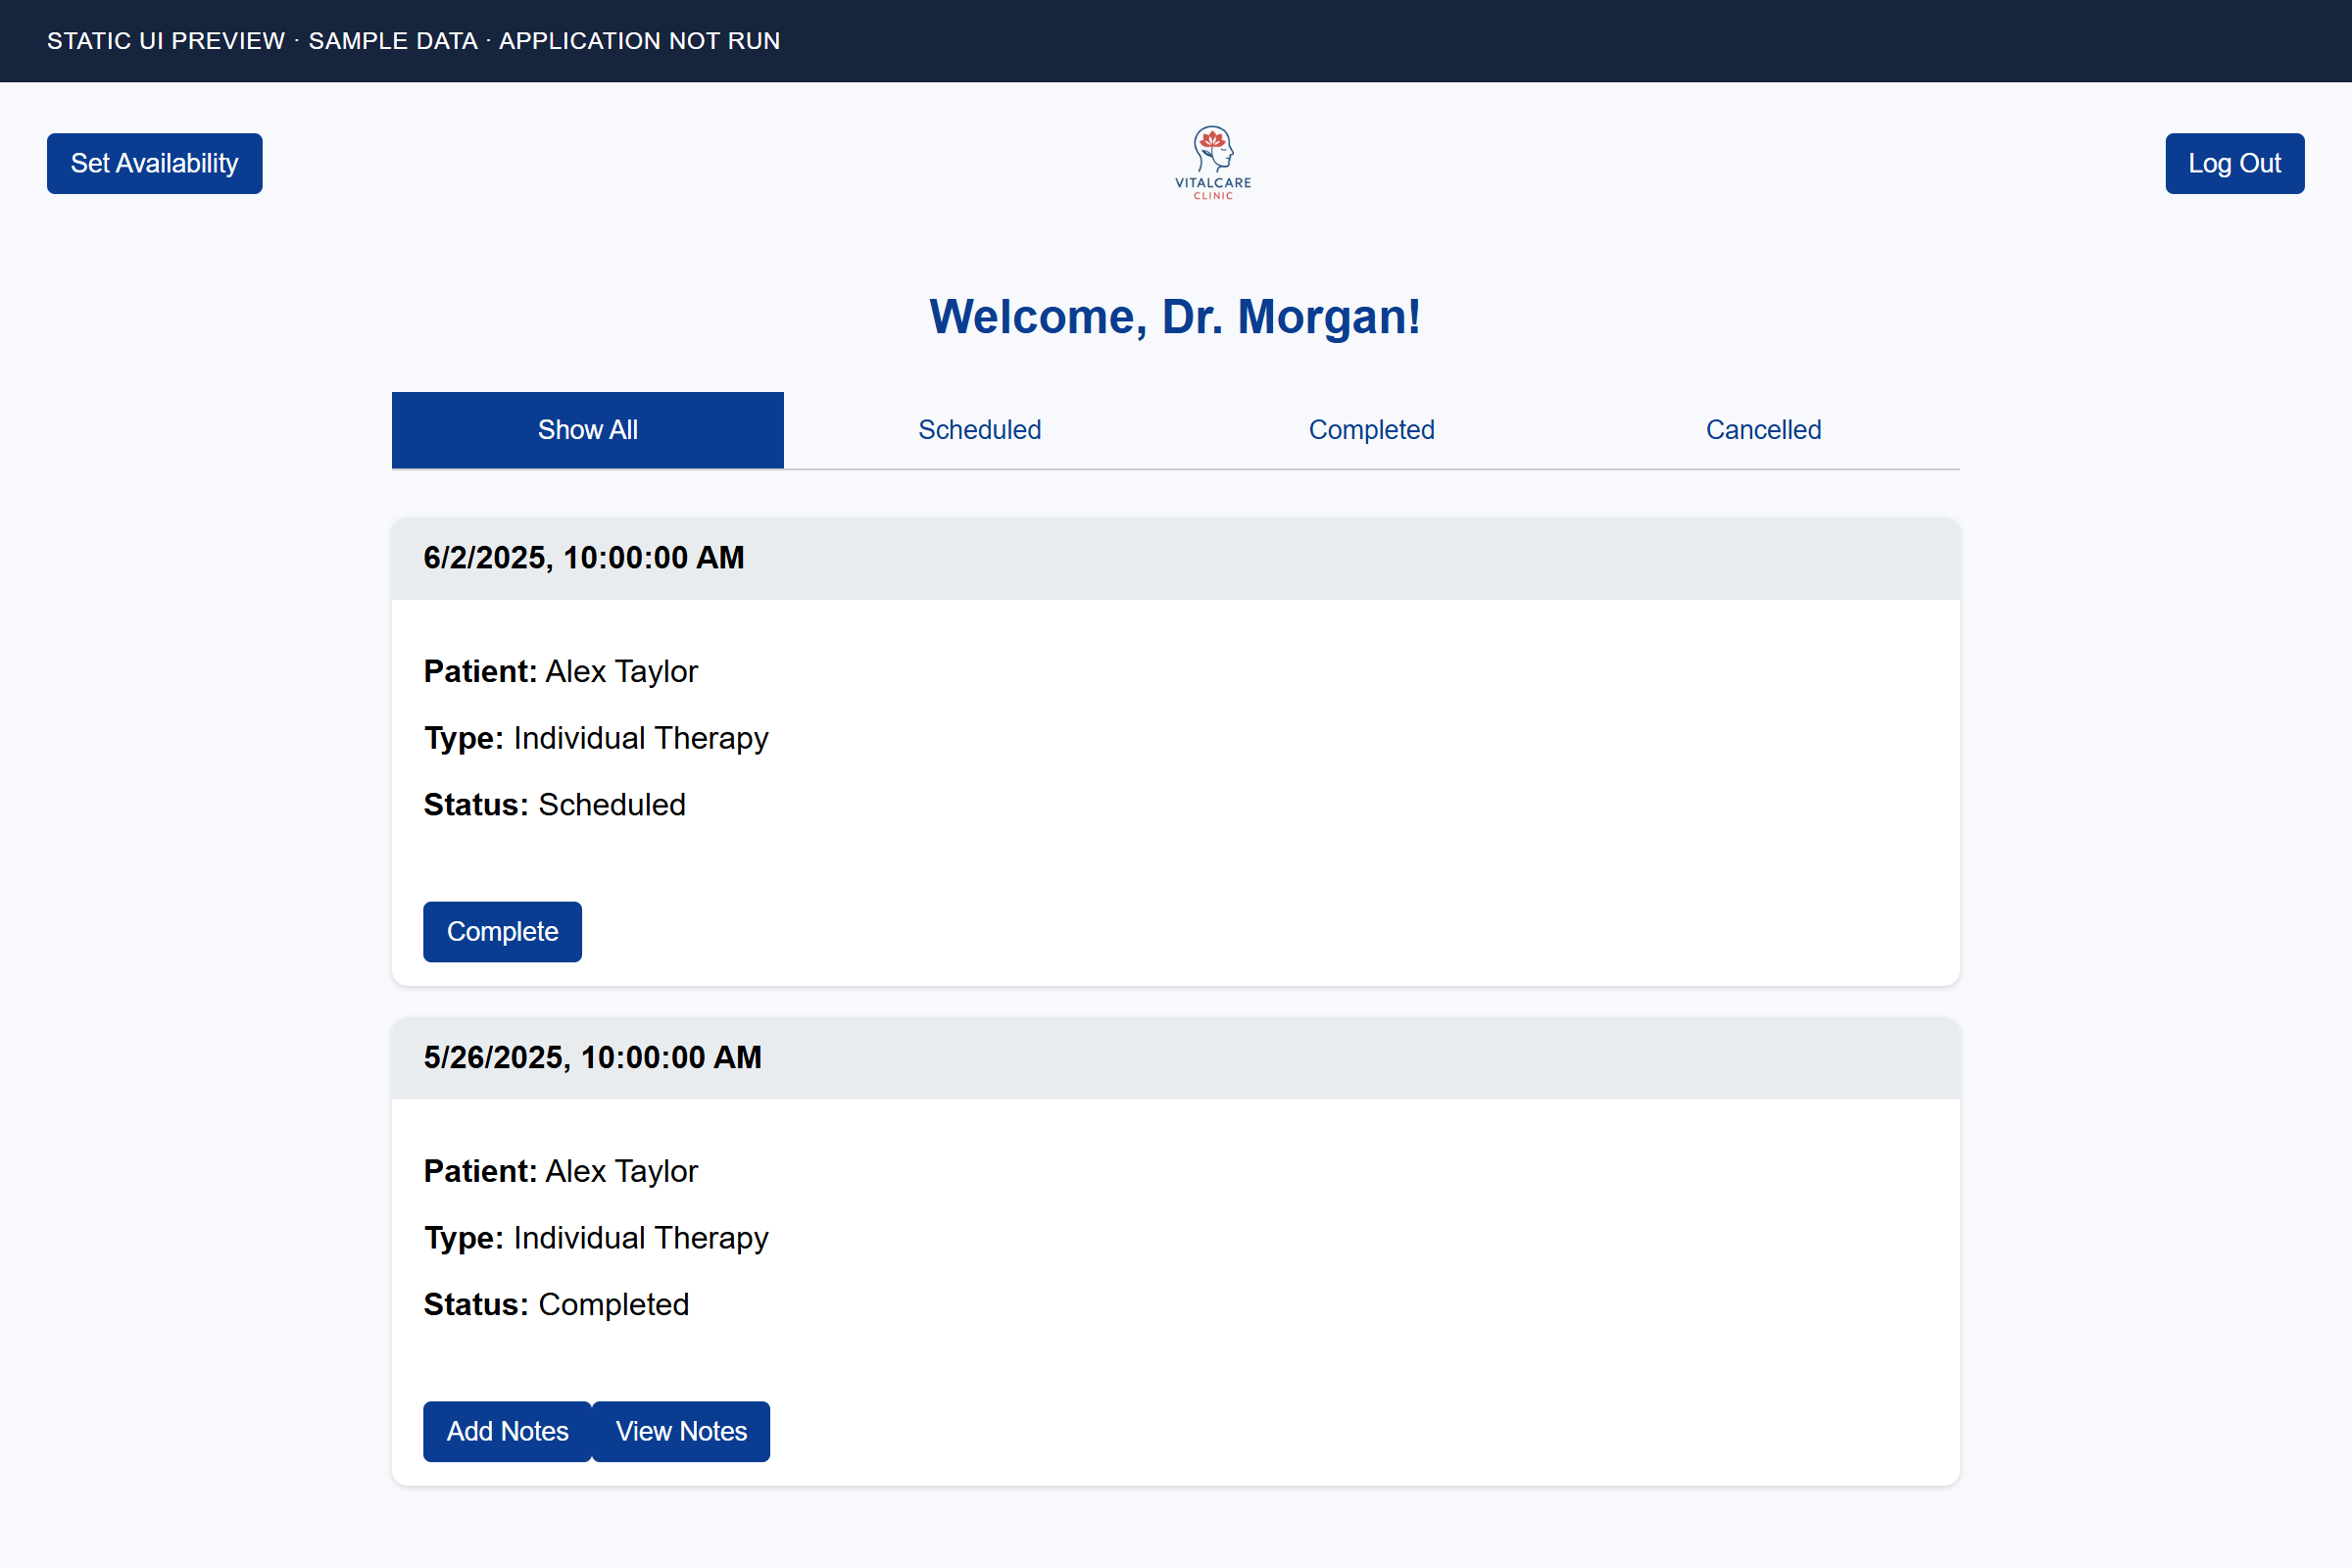 STATIC UI PREVIEW · SAMPLE DATA · APPLICATION NOT RUN
Set Availability
VITALCARE
CLINIC
Log Out
Welcome, Dr. Morgan!
Show All
Scheduled
Completed
Cancelled
6/2/2025, 10:00:00 AM
Patient: Alex Taylor
Type: Individual Therapy
Status: Scheduled
Complete
5/26/2025, 10:00:00 AM
Patient: Alex Taylor
Type: Individual Therapy
Status: Completed
Add Notes
View Notes